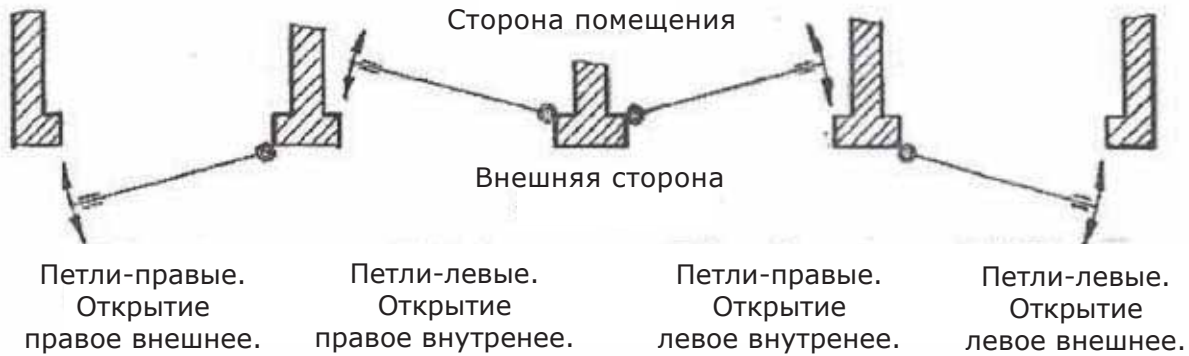 Сторона помещения
Внешняя сторона
Петли-правые.
Открытие
правое внешнее.
Петли-левые.
Открытие
правое внутренее.
Петли-правые.
Открытие
левое внутренее.
Петли-левые.
Открытие
левое внешнее.